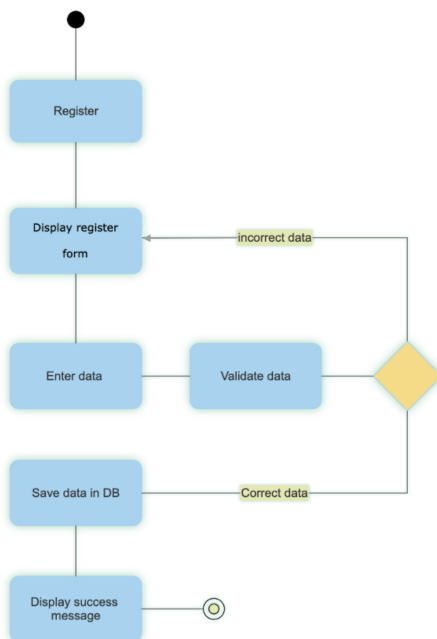 Register
Display register
form
incorrect data
Enter data
Validate data
Save data in DB
Correct data
Display success
message